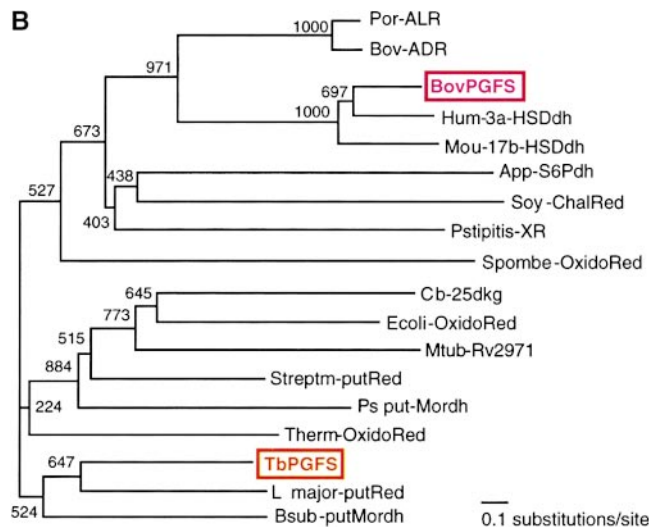 B
Por-ALR
1000
Bov-ADR
971
BovPGFS
697
1000
Hum-3a-HSDdh
Mou-17b-HSDdh
673
438
App-S6Pdh
527
Soy-ChalRed
403
Pstipitis-XR
Spombe-OxidoRed
645
Cb-25dkg
773
Ecoli-OxidoRed
515
Mtub-Rv2971
884
Streptm-putRed
224
Ps put-Mordh
Therm-OxidoRed
647
TbPGFS
L major-putRed
524
Bsub-putMordh
0.1 substitutions/site